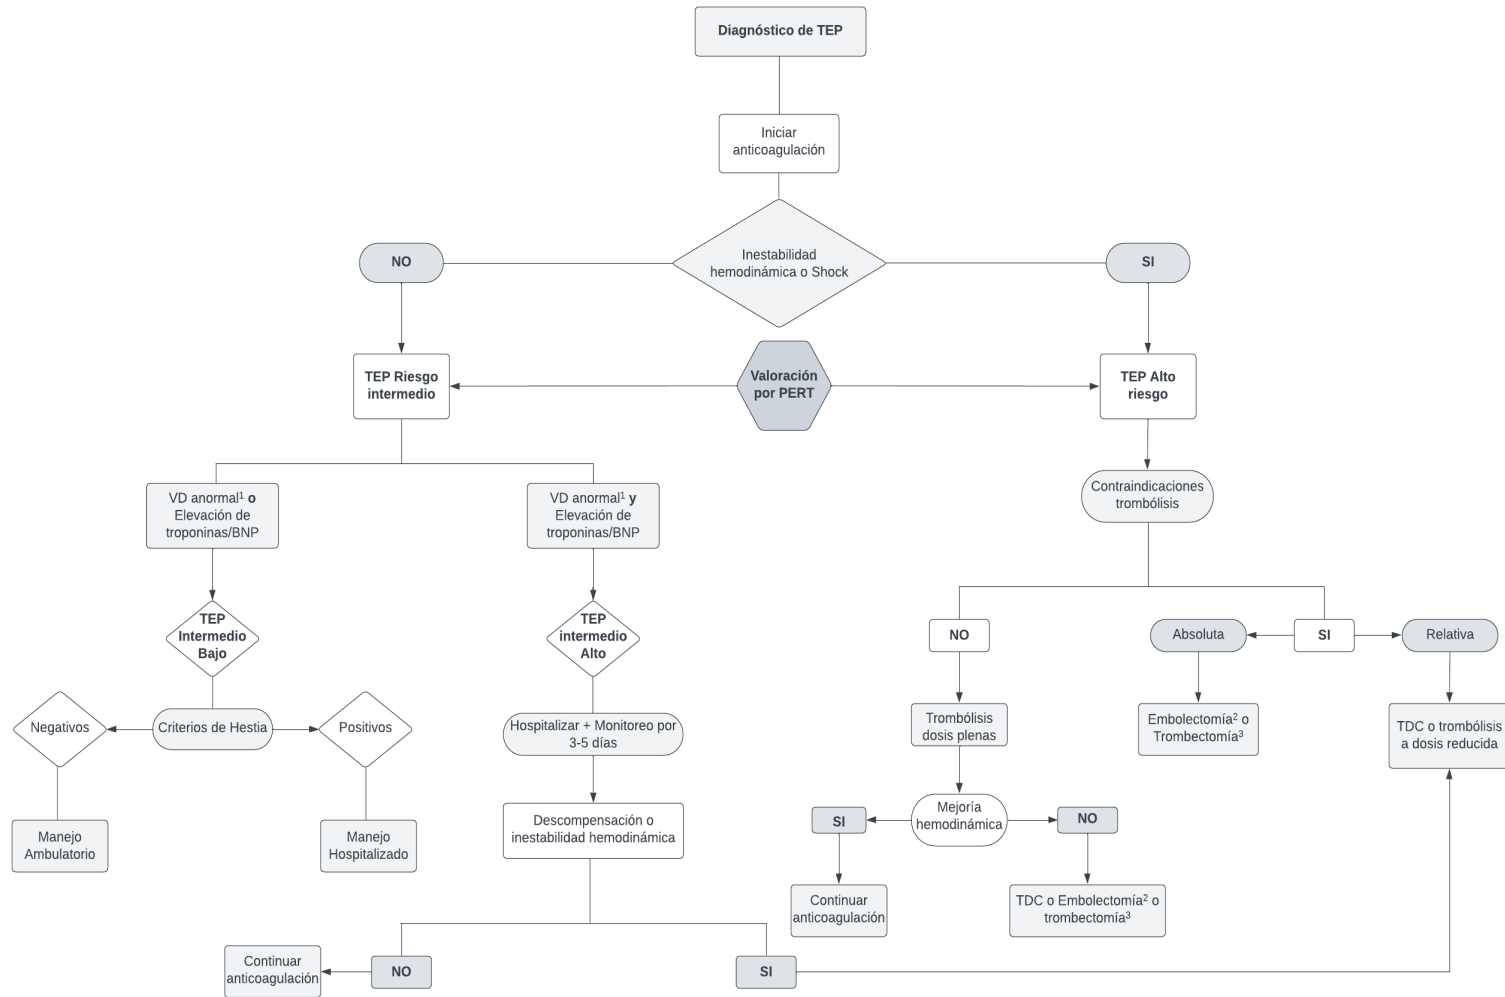 Diagnóstico de TEP
Iniciar
anticoagulación
Inestabilidad
hemodinámica o Shock
NO
SI
TEP Riesgo
intermedio
Valoración
por PERT
TEP Alto
riesgo
VD anormal¹ o
Elevación de
troponinas/BNP
VD anormal¹ y
Elevación de
troponinas/BNP
Contraindicaciones
trombólisis
TEP
Intermedio
Bajo
TEP
intermedio
Alto
NO
Absoluta
SI
Relativa
Negativos
Criterios de Hestia
Positivos
Hospitalizar + Monitoreo por
3-5 días
Trombólisis
dosis plenas
Embolectomía² o
Trombectomía³
TDC o trombólisis
a dosis reducida
Manejo
Ambulatorio
Manejo
Hospitalizado
Descompensación o
inestabilidad hemodinámica
SI
Mejoría
hemodinámica
NO
Continuar
anticoagulación
TDC o Embolectomía² o
trombectomía³
Continuar
anticoagulación
NO
SI